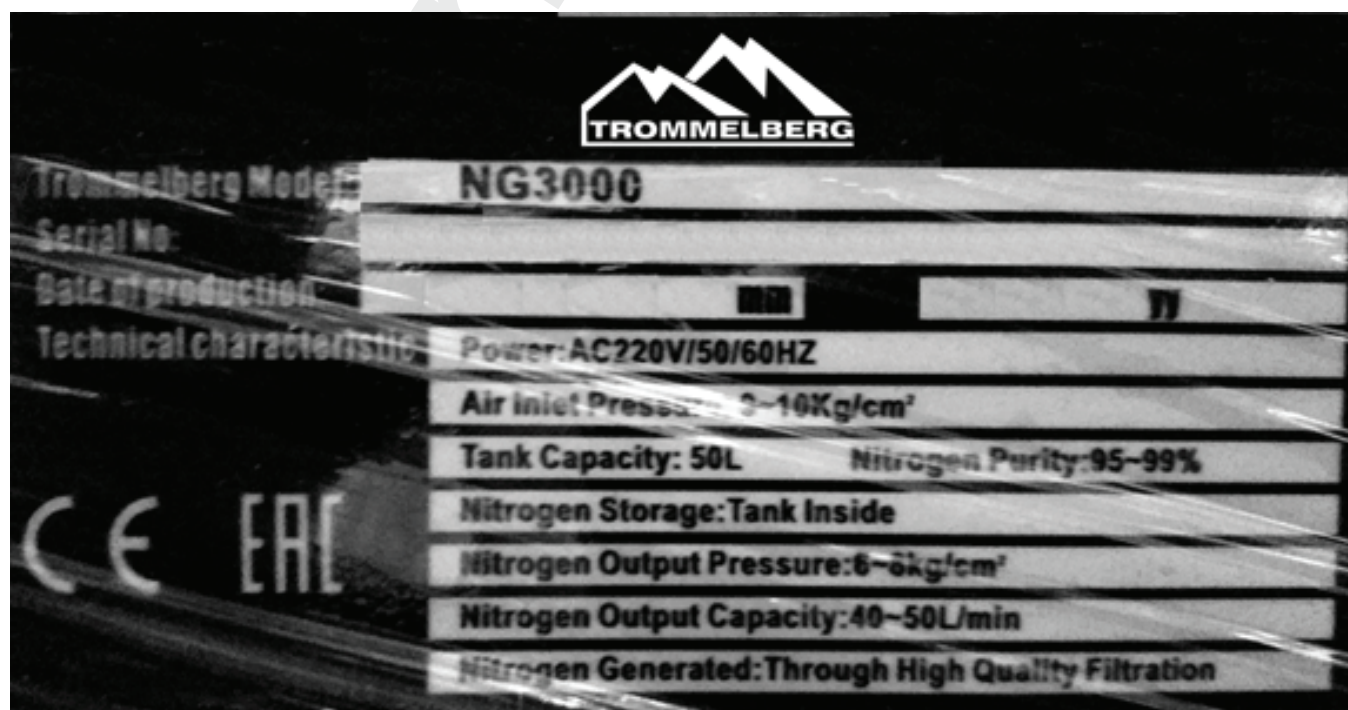 TROMMELBERG
Trommelberg Model: NG3000
Serial No:
Date of production: mm yy
Technical characteristic Power:AC220V/50/60HZ
Air Inlet Pressure ~10Kg/cm²
Tank Capacity: 50L Nitrogen Purity:95~99%
Nitrogen Storage:Tank Inside
CE EAC
Nitrogen Output Pressure:6~8kg/cm²
Nitrogen Output Capacity:40~50L/min
Nitrogen Generated:Through High Quality Filtration